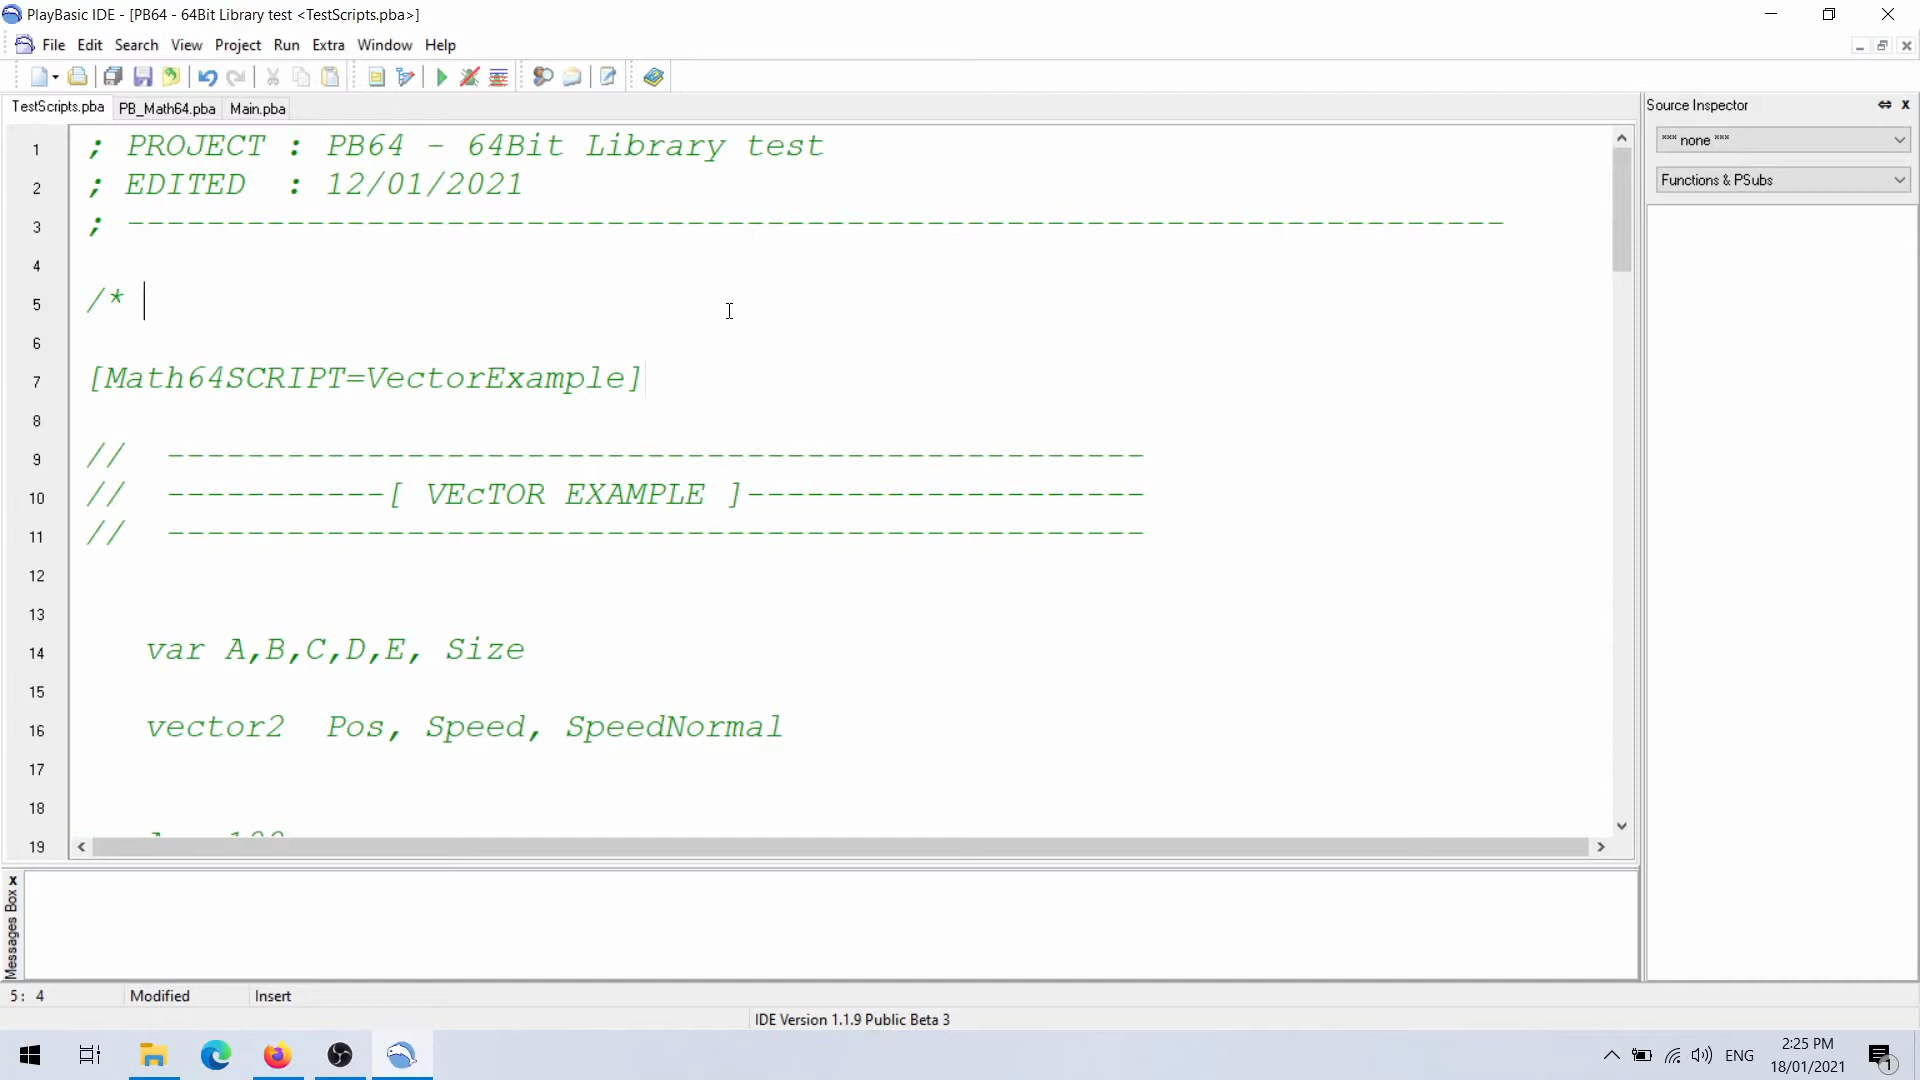 PlayBasic IDE - [PB64 - 64Bit Library test <TestScripts.pba>]
File Edit Search View Project Run Extra Window Help
TestScripts.pba PB_Math64.pba Main.pba
Source Inspector
*** none ***
Functions & PSubs
1 ; PROJECT : PB64 - 64Bit Library test
2 ; EDITED : 12/01/2021
3 ; ----------------------------------------------------------------------
4
5 /*
6
7 [Math64SCRIPT=VectorExample]
8
9 // -------------------------------------------------
10 // -----------[ VEcTOR EXAMPLE ]--------------------
11 // -------------------------------------------------
12
13
14 var A,B,C,D,E, Size
15
16 vector2 Pos, Speed, SpeedNormal
17
18
19
Messages Box
5: 4 Modified Insert
IDE Version 1.1.9 Public Beta 3
ENG
2:25 PM
18/01/2021
1